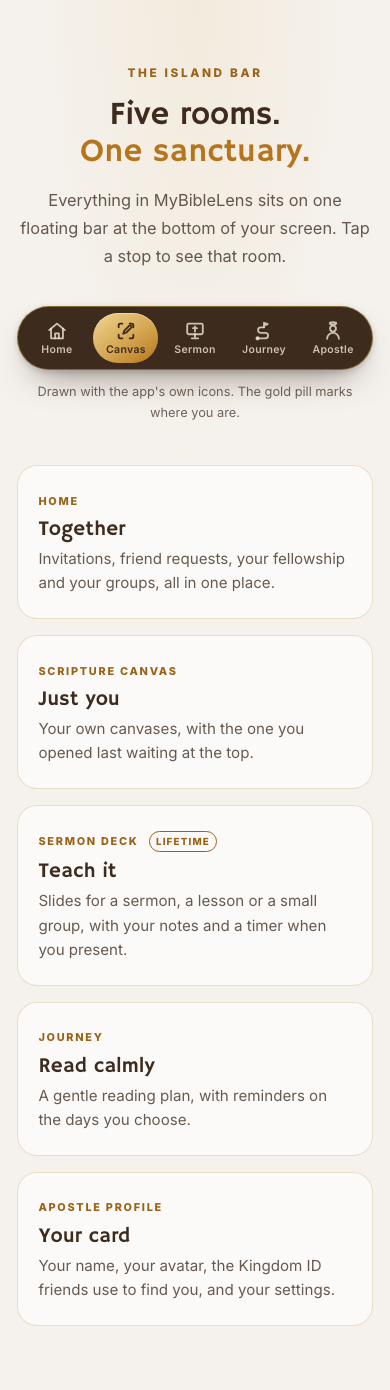 THE ISLAND BAR
Five rooms.
One sanctuary.
Everything in MyBibleLens sits on one
floating bar at the bottom of your screen. Tap
a stop to see that room.
Home Canvas Sermon Journey Apostle
Drawn with the app's own icons. The gold pill marks
where you are.
HOME
Together
Invitations, friend requests, your fellowship
and your groups, all in one place.
SCRIPTURE CANVAS
Just you
Your own canvases, with the one you
opened last waiting at the top.
SERMON DECK LIFETIME
Teach it
Slides for a sermon, a lesson or a small
group, with your notes and a timer when
you present.
JOURNEY
Read calmly
A gentle reading plan, with reminders on
the days you choose.
APOSTLE PROFILE
Your card
Your name, your avatar, the Kingdom ID
friends use to find you, and your settings.